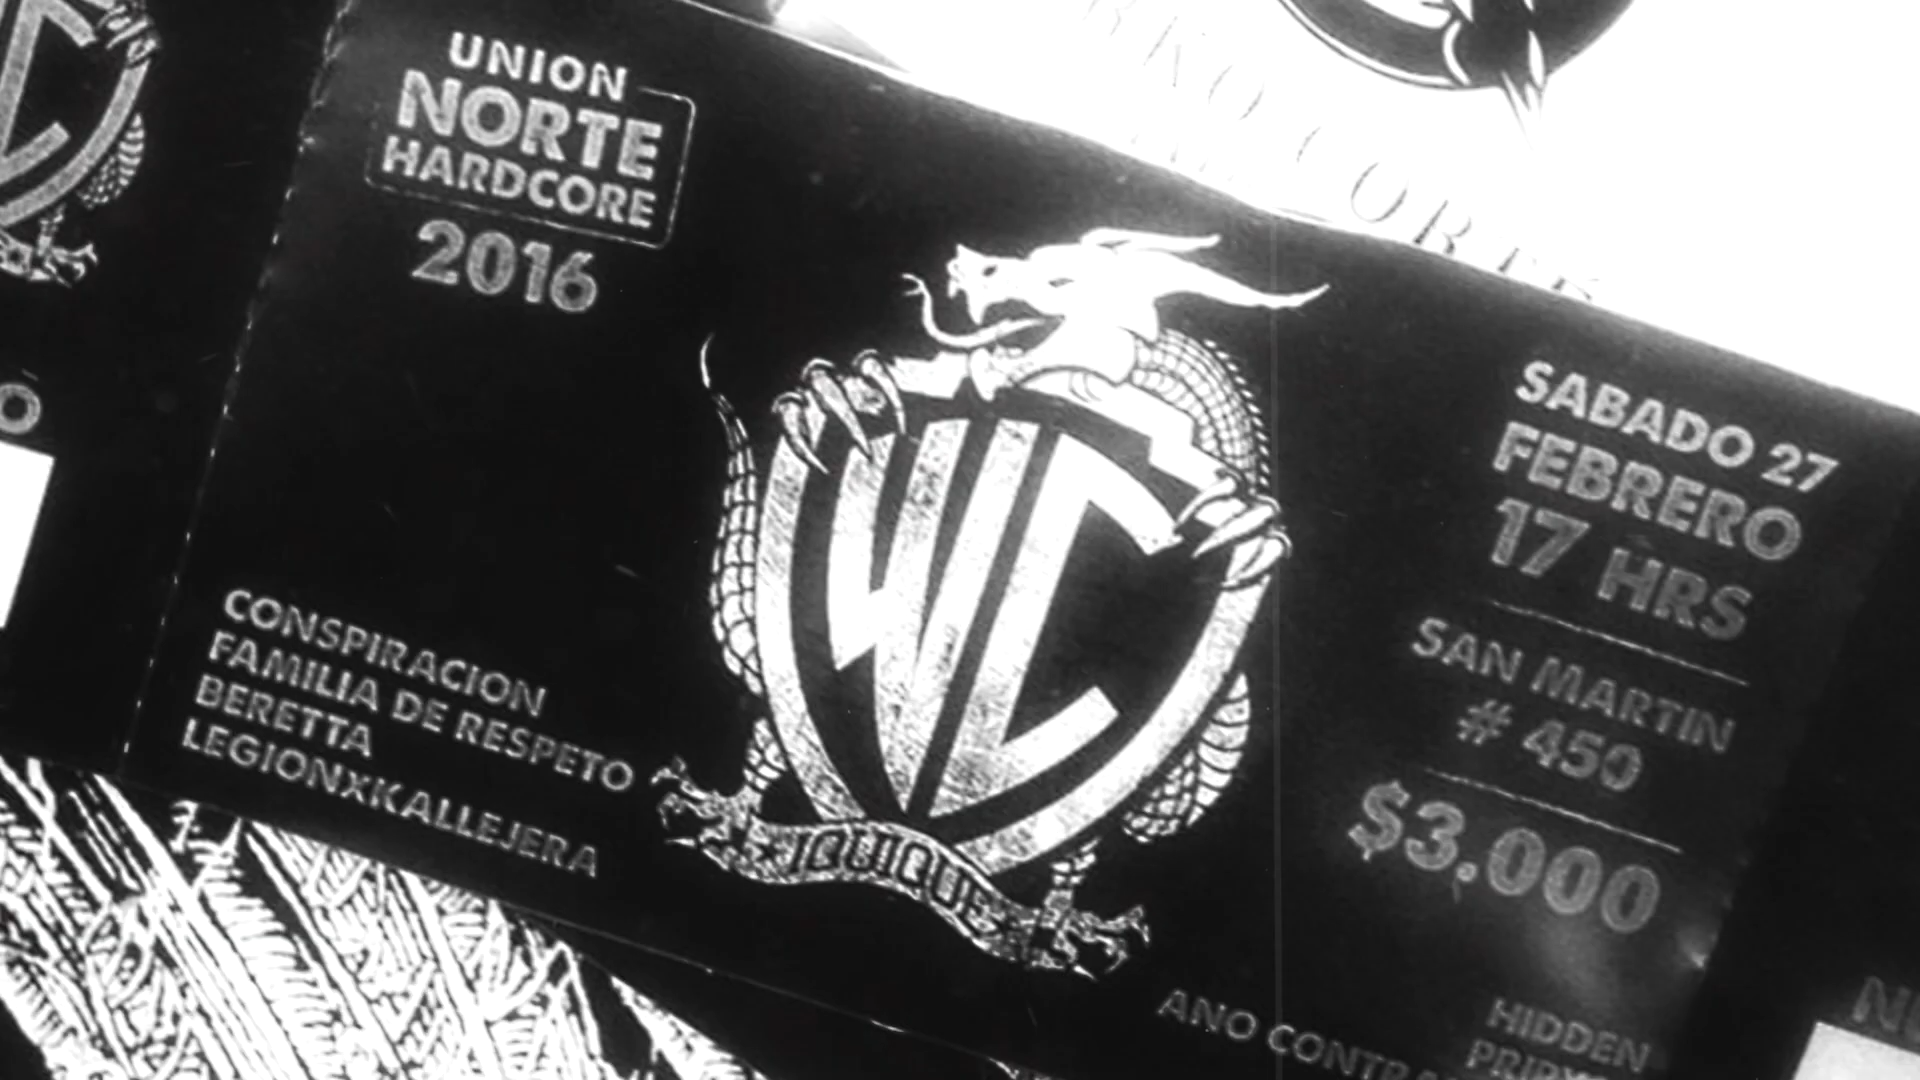 UNION
NORTE
HARDCORE
2016
CONSPIRACION
FAMILIA DE RESPETO
BERETTA
LEGIONXKALLEJERA
WC
IQUIQUE
SABADO 27
FEBRERO
17 HRS
SAN MARTIN
# 450
$3.000
ANO
HIDDEN